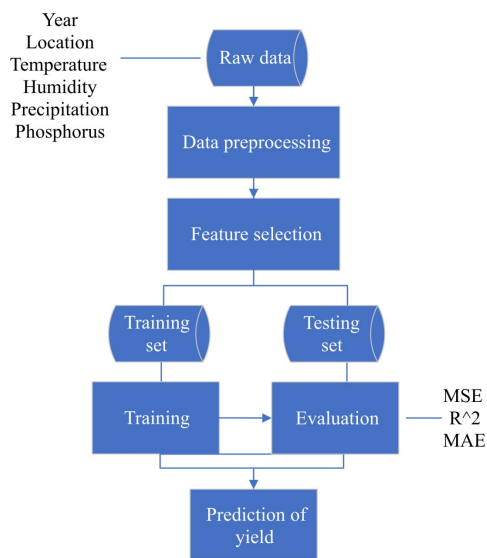 Year
Location
Temperature
Humidity
Precipitation
Phosphorus
Raw data
Data preprocessing
Feature selection
Training
set
Testing
set
Training
Evaluation
MSE
R^2
MAE
Prediction of
yield